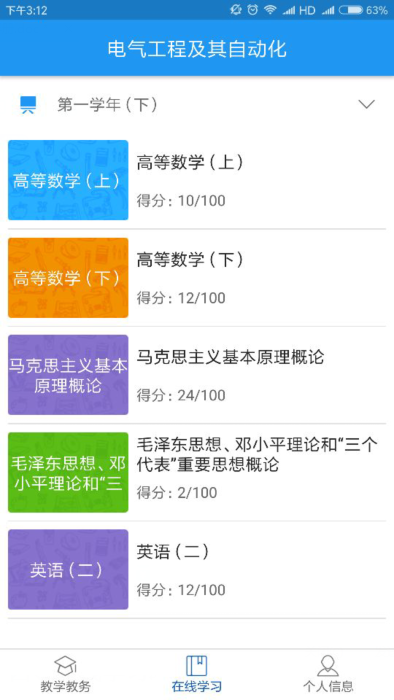 下午3:12
HD
63%
电气工程及其自动化
第一学年（下）
高等数学（上）
高等数学（上）
得分：10/100
高等数学（下）
高等数学（下）
得分：12/100
马克思主义基本
原理概论
马克思主义基本原理概论
得分：24/100
毛泽东思想、邓
小平理论和“三
毛泽东思想、邓小平理论和“三个
代表”重要思想概论
得分：2/100
英语（二）
英语（二）
得分：12/100
教学教务
在线学习
个人信息